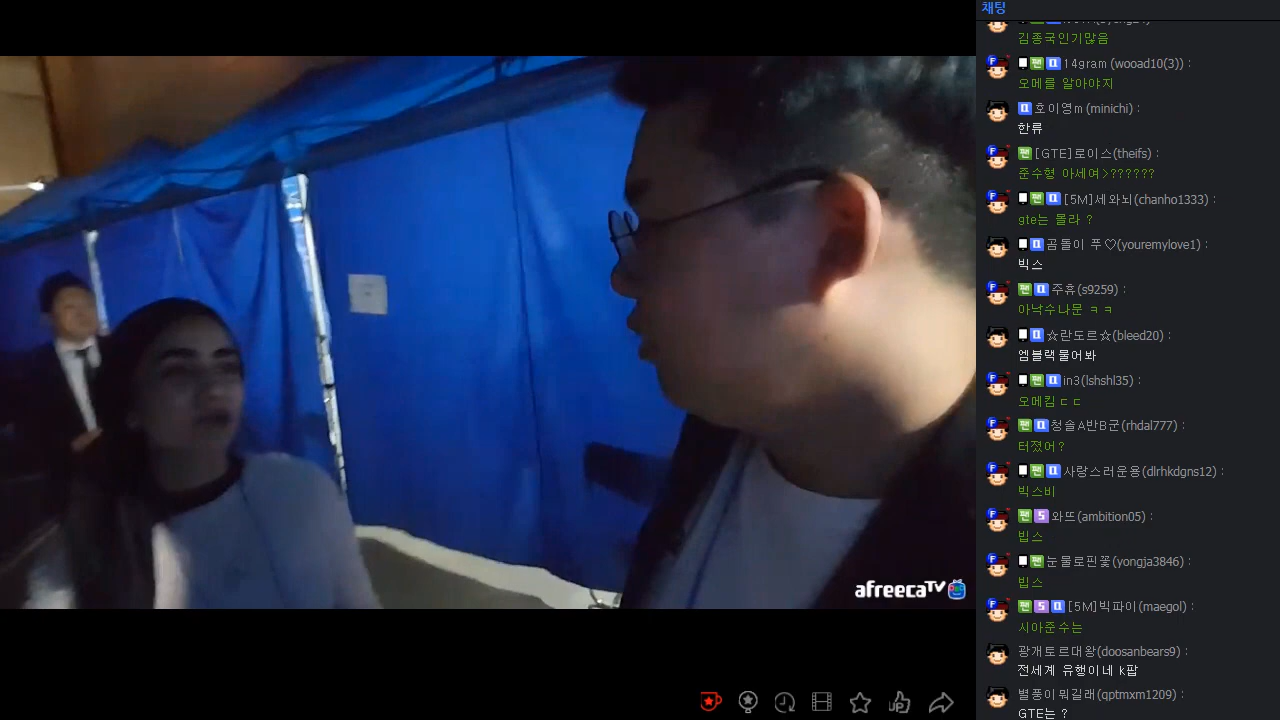 채팅
김종국인기많음
14gram (wooad10(3)) :
오메를 알아야지
호이영m (minichi) :
한류
[GTE]로이스(theifs) :
준수형 아세여>??????
[5M]세와뇌(chanho1333) :
gte는 몰라 ?
곰돌이 푸♡(youremylove1) :
빅스
주휴(s9259) :
아낙수나문 ㅋㅋ
☆란도르☆(bleed20) :
엠블랙물어봐
in3(lshshl35) :
오메킴 ㄷㄷ
청솔A반B군(rhdal777) :
터졌어?
사랑스러운용(dlrhkdgns12) :
빅스비
와뜨(ambition05) :
빕스
눈물로핀꽃(yongja3846) :
빕스
[5M]빅파이(maegol) :
시아준수는
광개토르대왕(doosanbears9) :
전세계 유행이네 k팝
별풍이뭐길래(qptmxm1209) :
GTE는 ?
afreecaTV
UP